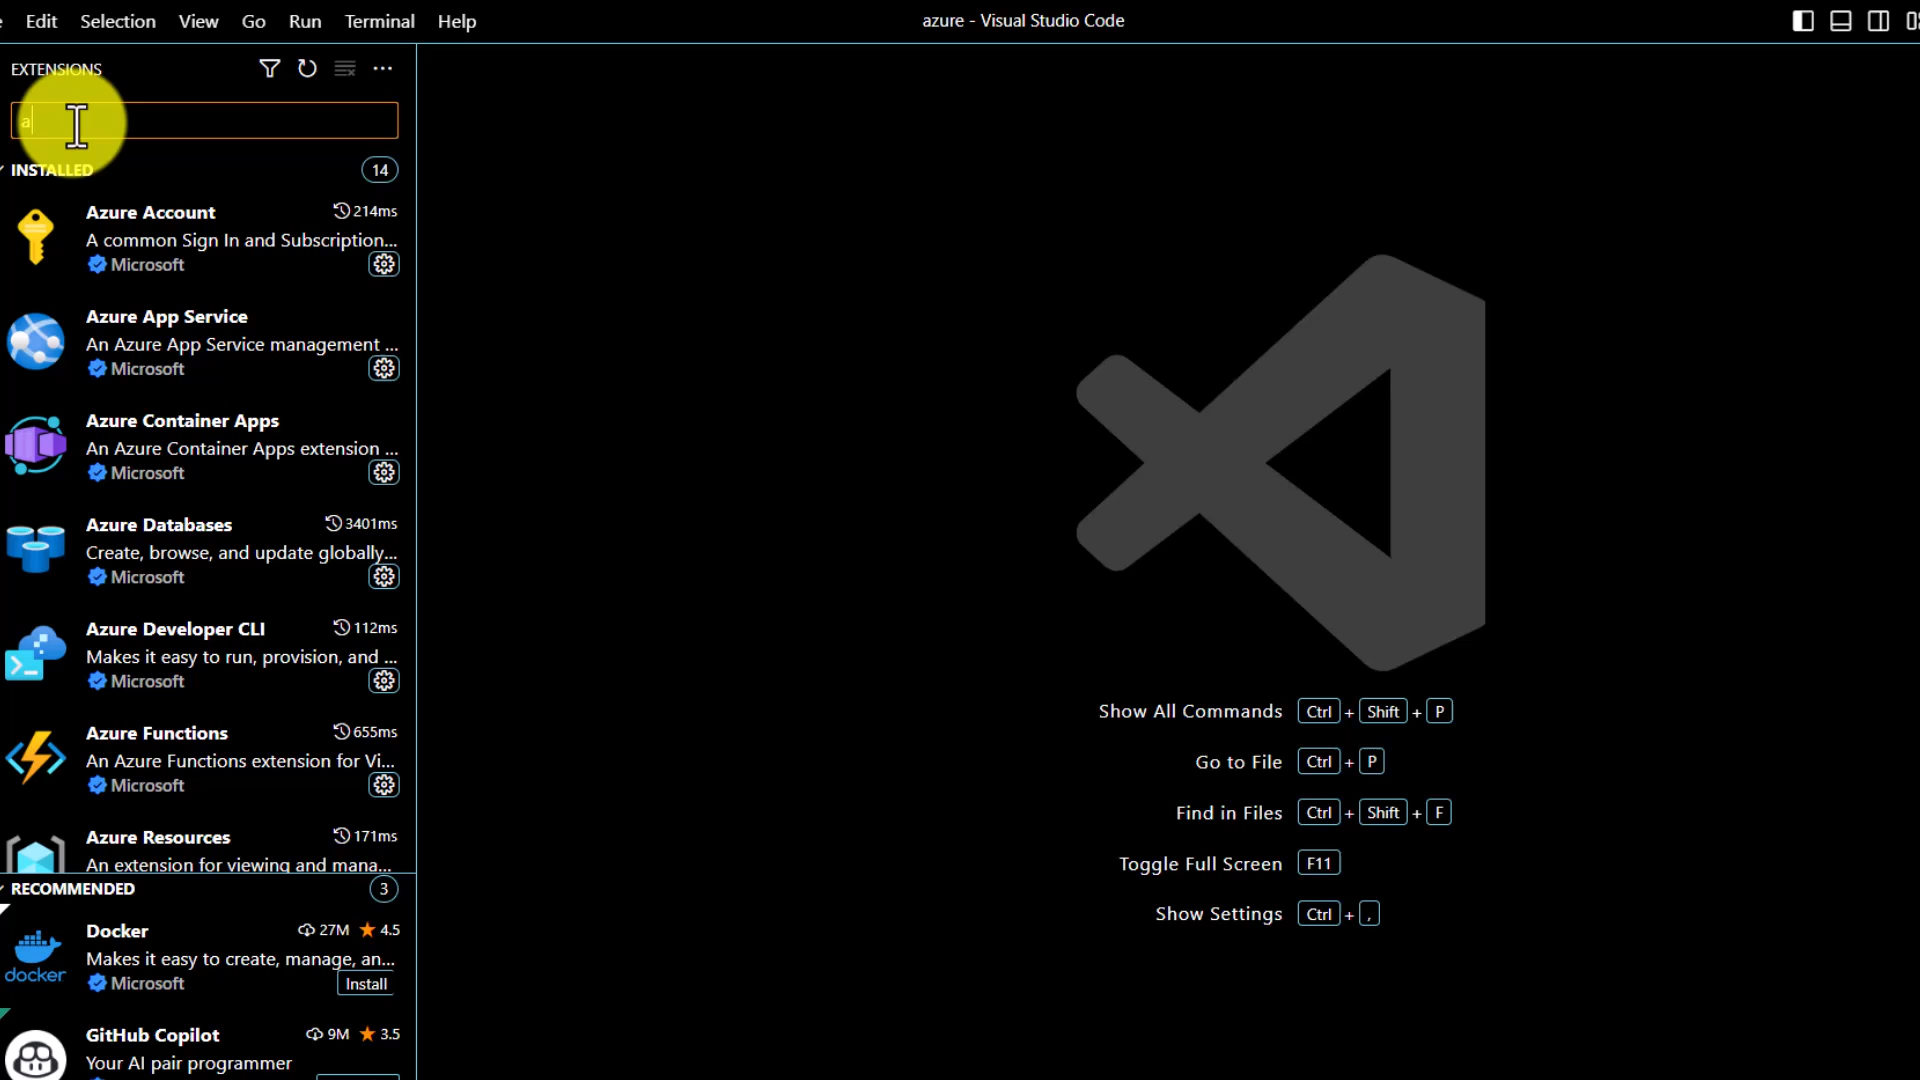 Edit Selection View Go Run Terminal Help
azure - Visual Studio Code
EXTENSIONS
a
INSTALLED 14
Azure Account 214ms
A common Sign In and Subscription...
Microsoft
Azure App Service
An Azure App Service management ...
Microsoft
Azure Container Apps
An Azure Container Apps extension ...
Microsoft
Azure Databases 3401ms
Create, browse, and update globally...
Microsoft
Azure Developer CLI 112ms
Makes it easy to run, provision, and ...
Microsoft
Azure Functions 655ms
An Azure Functions extension for Vi...
Microsoft
Azure Resources 171ms
An extension for viewing and mana...
RECOMMENDED 3
Docker 27M 4.5
Makes it easy to create, manage, an...
docker
Microsoft Install
GitHub Copilot 9M 3.5
Your AI pair programmer
Show All Commands Ctrl + Shift + P
Go to File Ctrl + P
Find in Files Ctrl + Shift + F
Toggle Full Screen F11
Show Settings Ctrl + ,